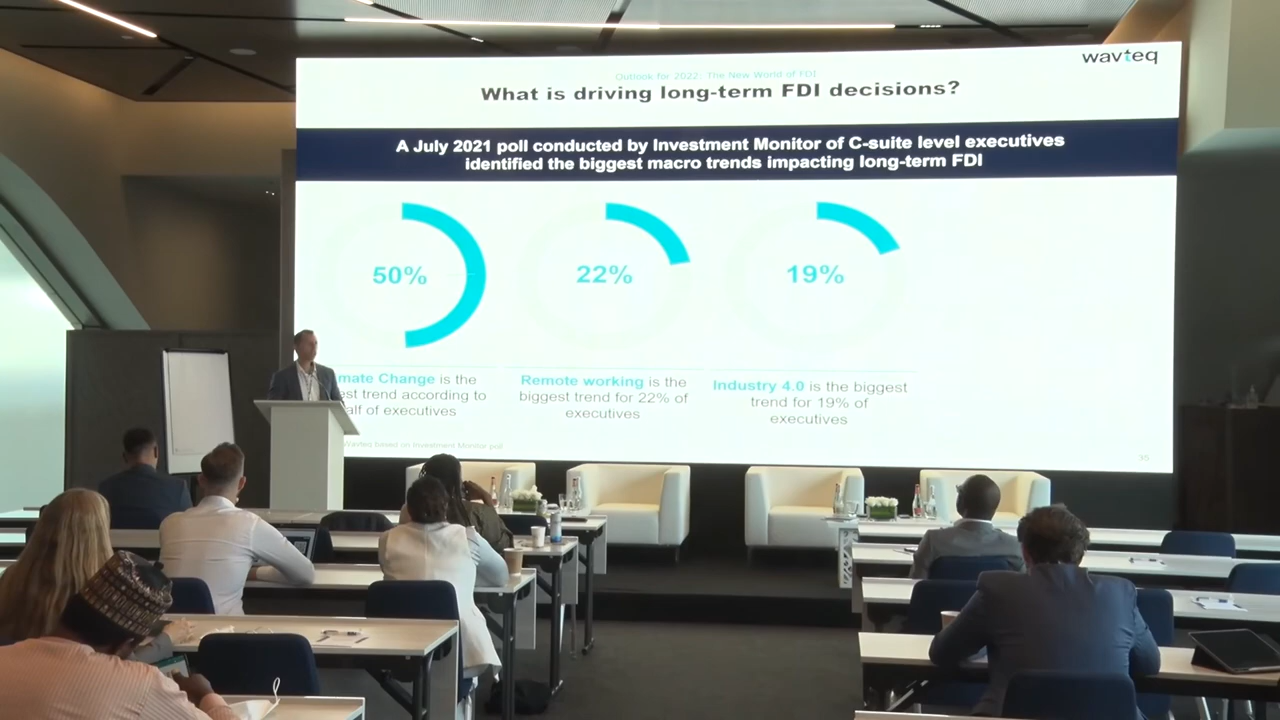 wavteq
Outlook for 2022: The New World of FDI
What is driving long-term FDI decisions?
A July 2021 poll conducted by Investment Monitor of C-suite level executives
identified the biggest macro trends impacting long-term FDI
50%
22%
19%
mate Change is the
est trend according to
alf of executives
Remote working is the
biggest trend for 22% of
executives
Industry 4.0 is the biggest
trend for 19% of
executives
Wavteq based on Investment Monitor poll
35